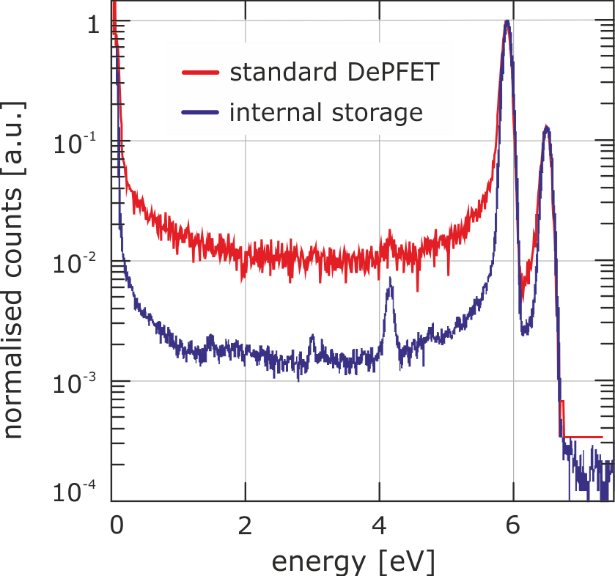 1
10-1
10-2
10-3
10-4
normalised counts [a.u.]
standard DePFET
internal storage
0 2 4 6
energy [eV]